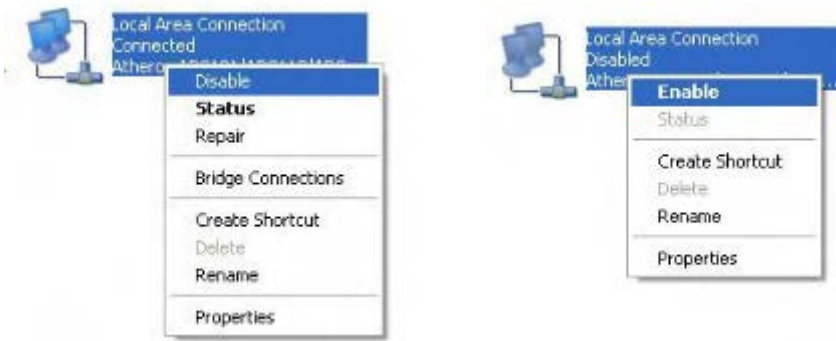 Local Area Connection
Connected
Disable
Status
Repair
Bridge Connections
Create Shortcut
Delete
Rename
Properties
Local Area Connection
Disabled
Enable
Status
Create Shortcut
Delete
Rename
Properties